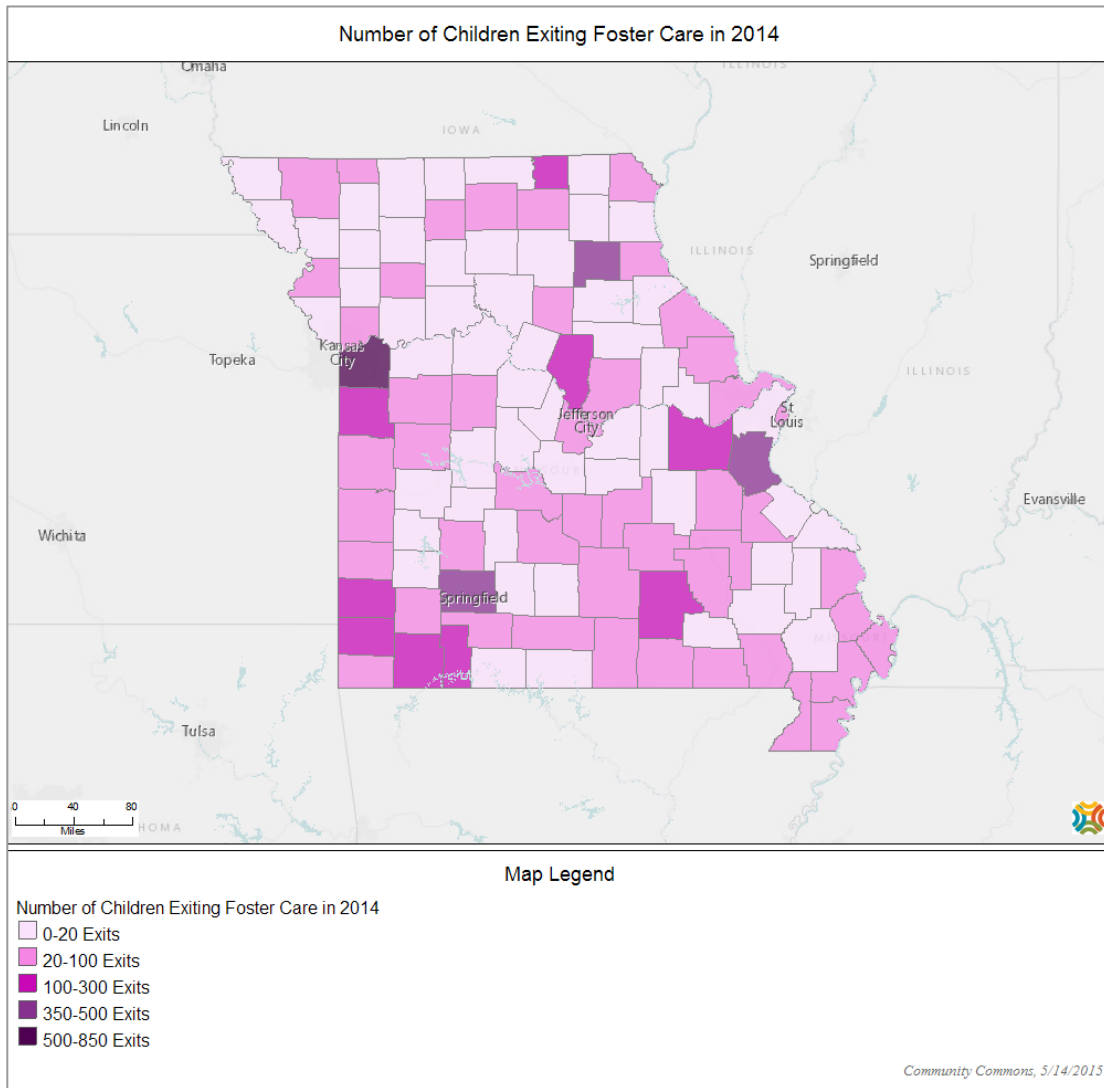 Number of Children Exiting Foster Care in 2014
Omaha
ILLINOIS
Lincoln
IOWA
ILLINOIS
Springfield
Topeka
Kansas
City
ILLINOIS
St
Louis
Jefferson
City
Evansville
Wichita
Springfield
MISSOURI
Tulsa
0 40 80
Miles
HOMA
Map Legend
Number of Children Exiting Foster Care in 2014
0-20 Exits
20-100 Exits
100-300 Exits
350-500 Exits
500-850 Exits
Community Commons, 5/14/2015